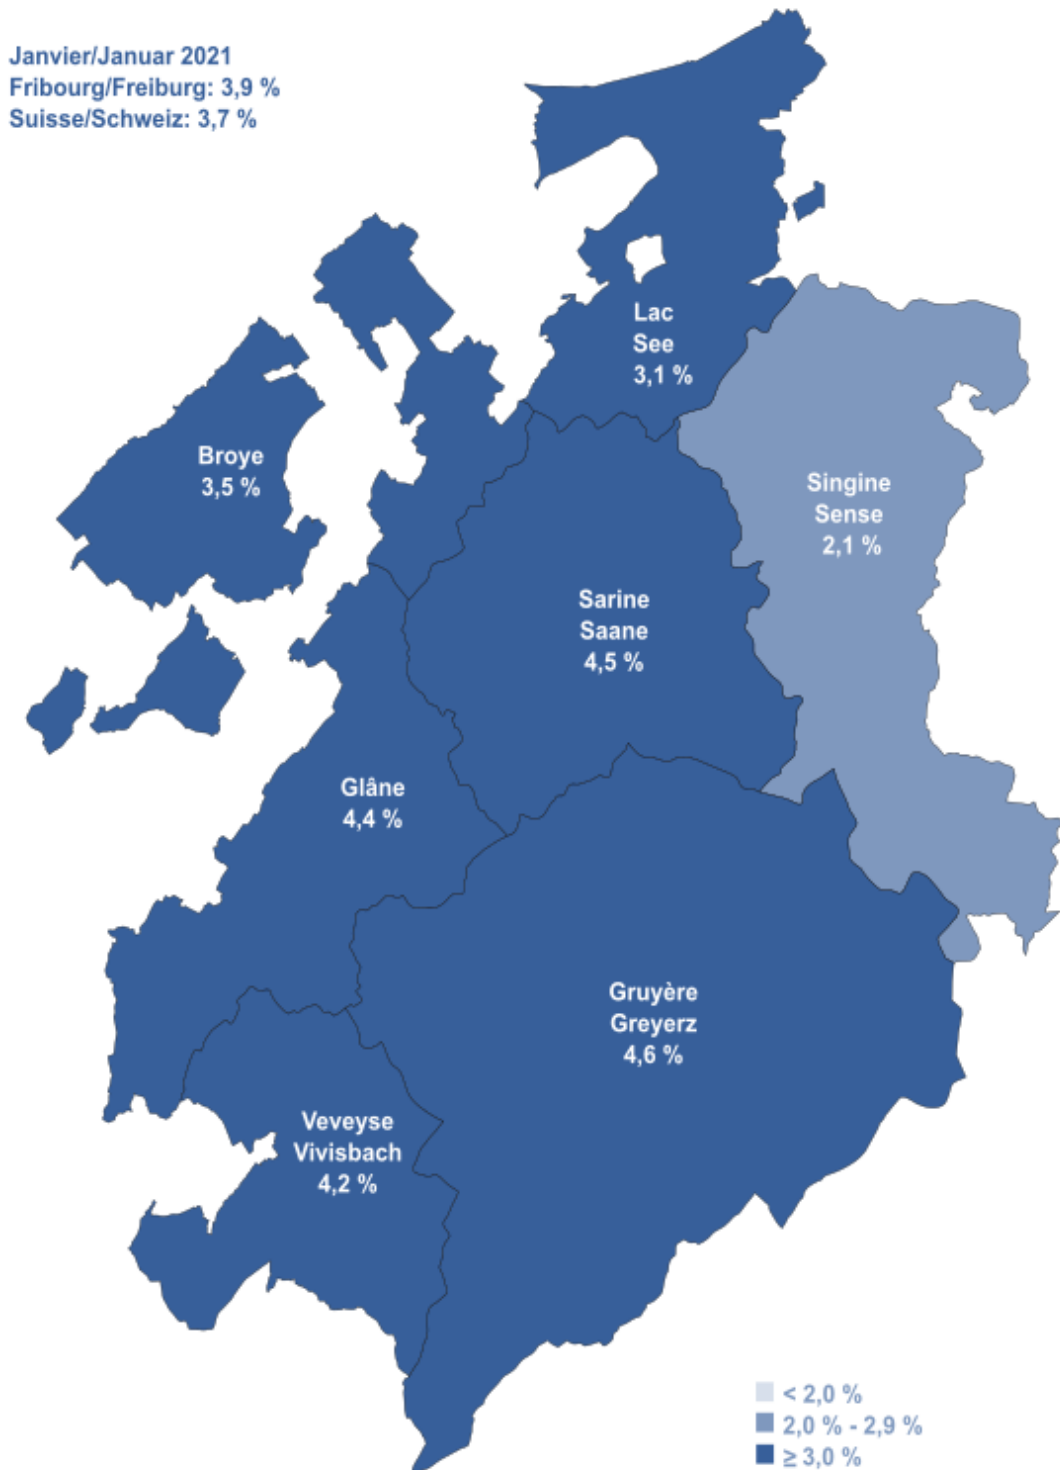 Janvier/Januar 2021
Fribourg/Freiburg: 3,9 %
Suisse/Schweiz: 3,7 %
Lac
See
3,1 %
Broye
3,5 %
Singine
Sense
2,1 %
Sarine
Saane
4,5 %
Glâne
4,4 %
Gruyère
Greyerz
4,6 %
Veveyse
Vivisbach
4,2 %
< 2,0 %
2,0 % - 2,9 %
≥ 3,0 %